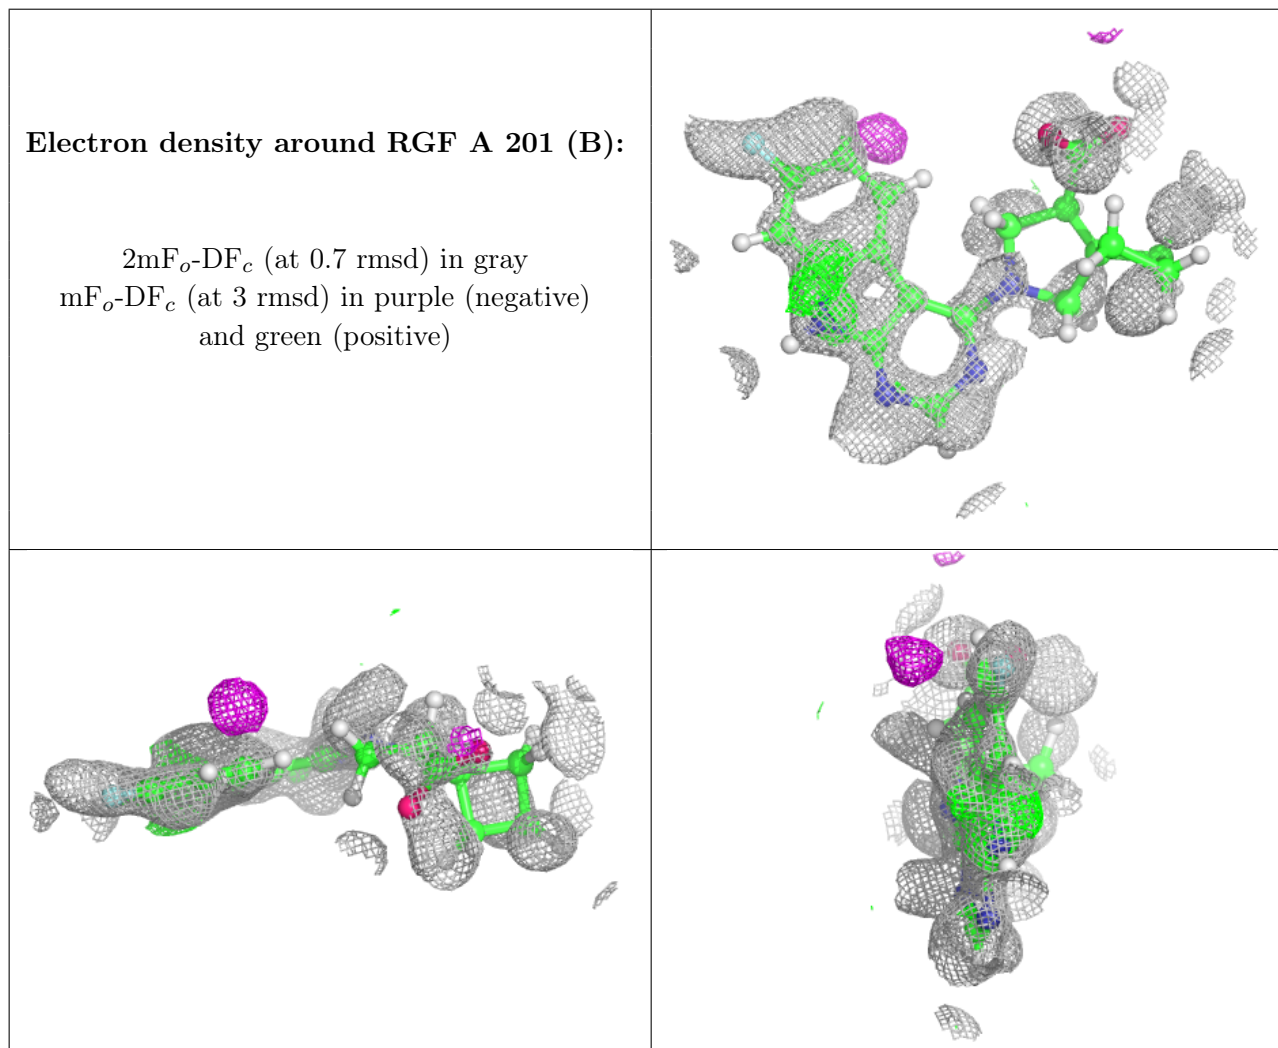 Electron density around RGF A 201 (B):
2mFo-DFc (at 0.7 rmsd) in gray
mFo-DFc (at 3 rmsd) in purple (negative)
and green (positive)